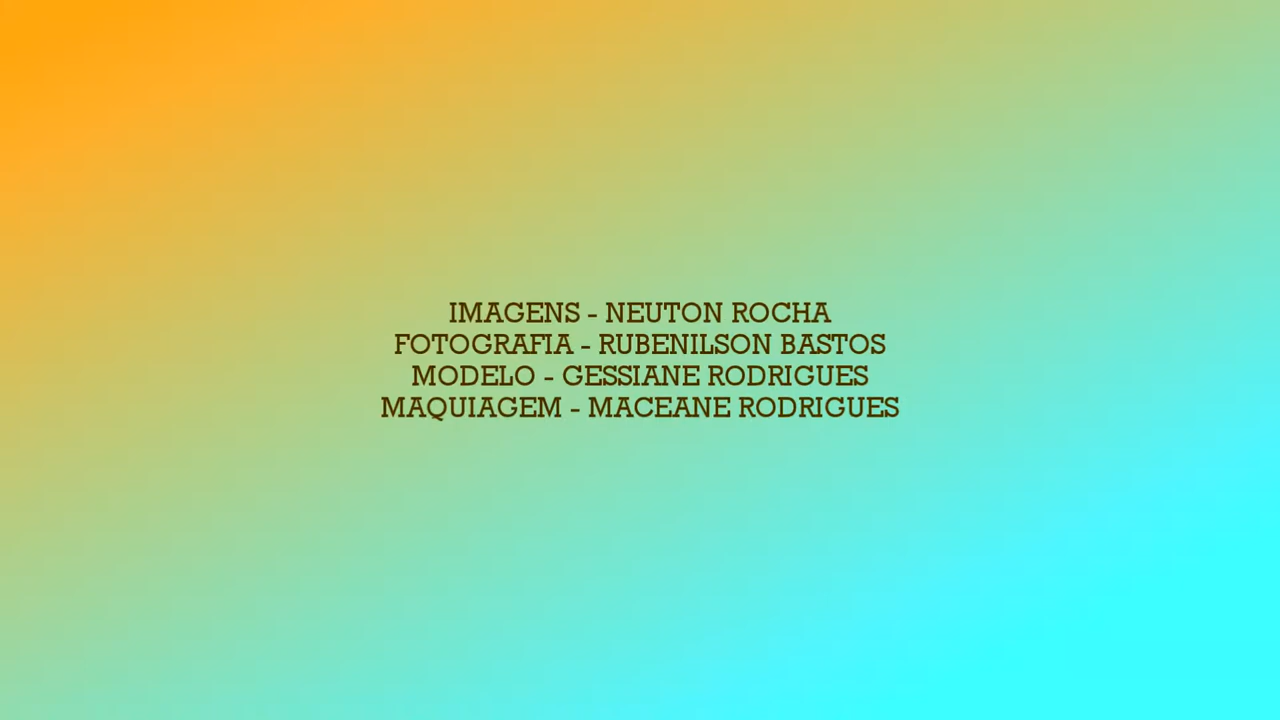 IMAGENS - NEUTON ROCHA
FOTOGRAFIA - RUBENILSON BASTOS
MODELO - GESSIANE RODRIGUES
MAQUIAGEM - MACEANE RODRIGUES